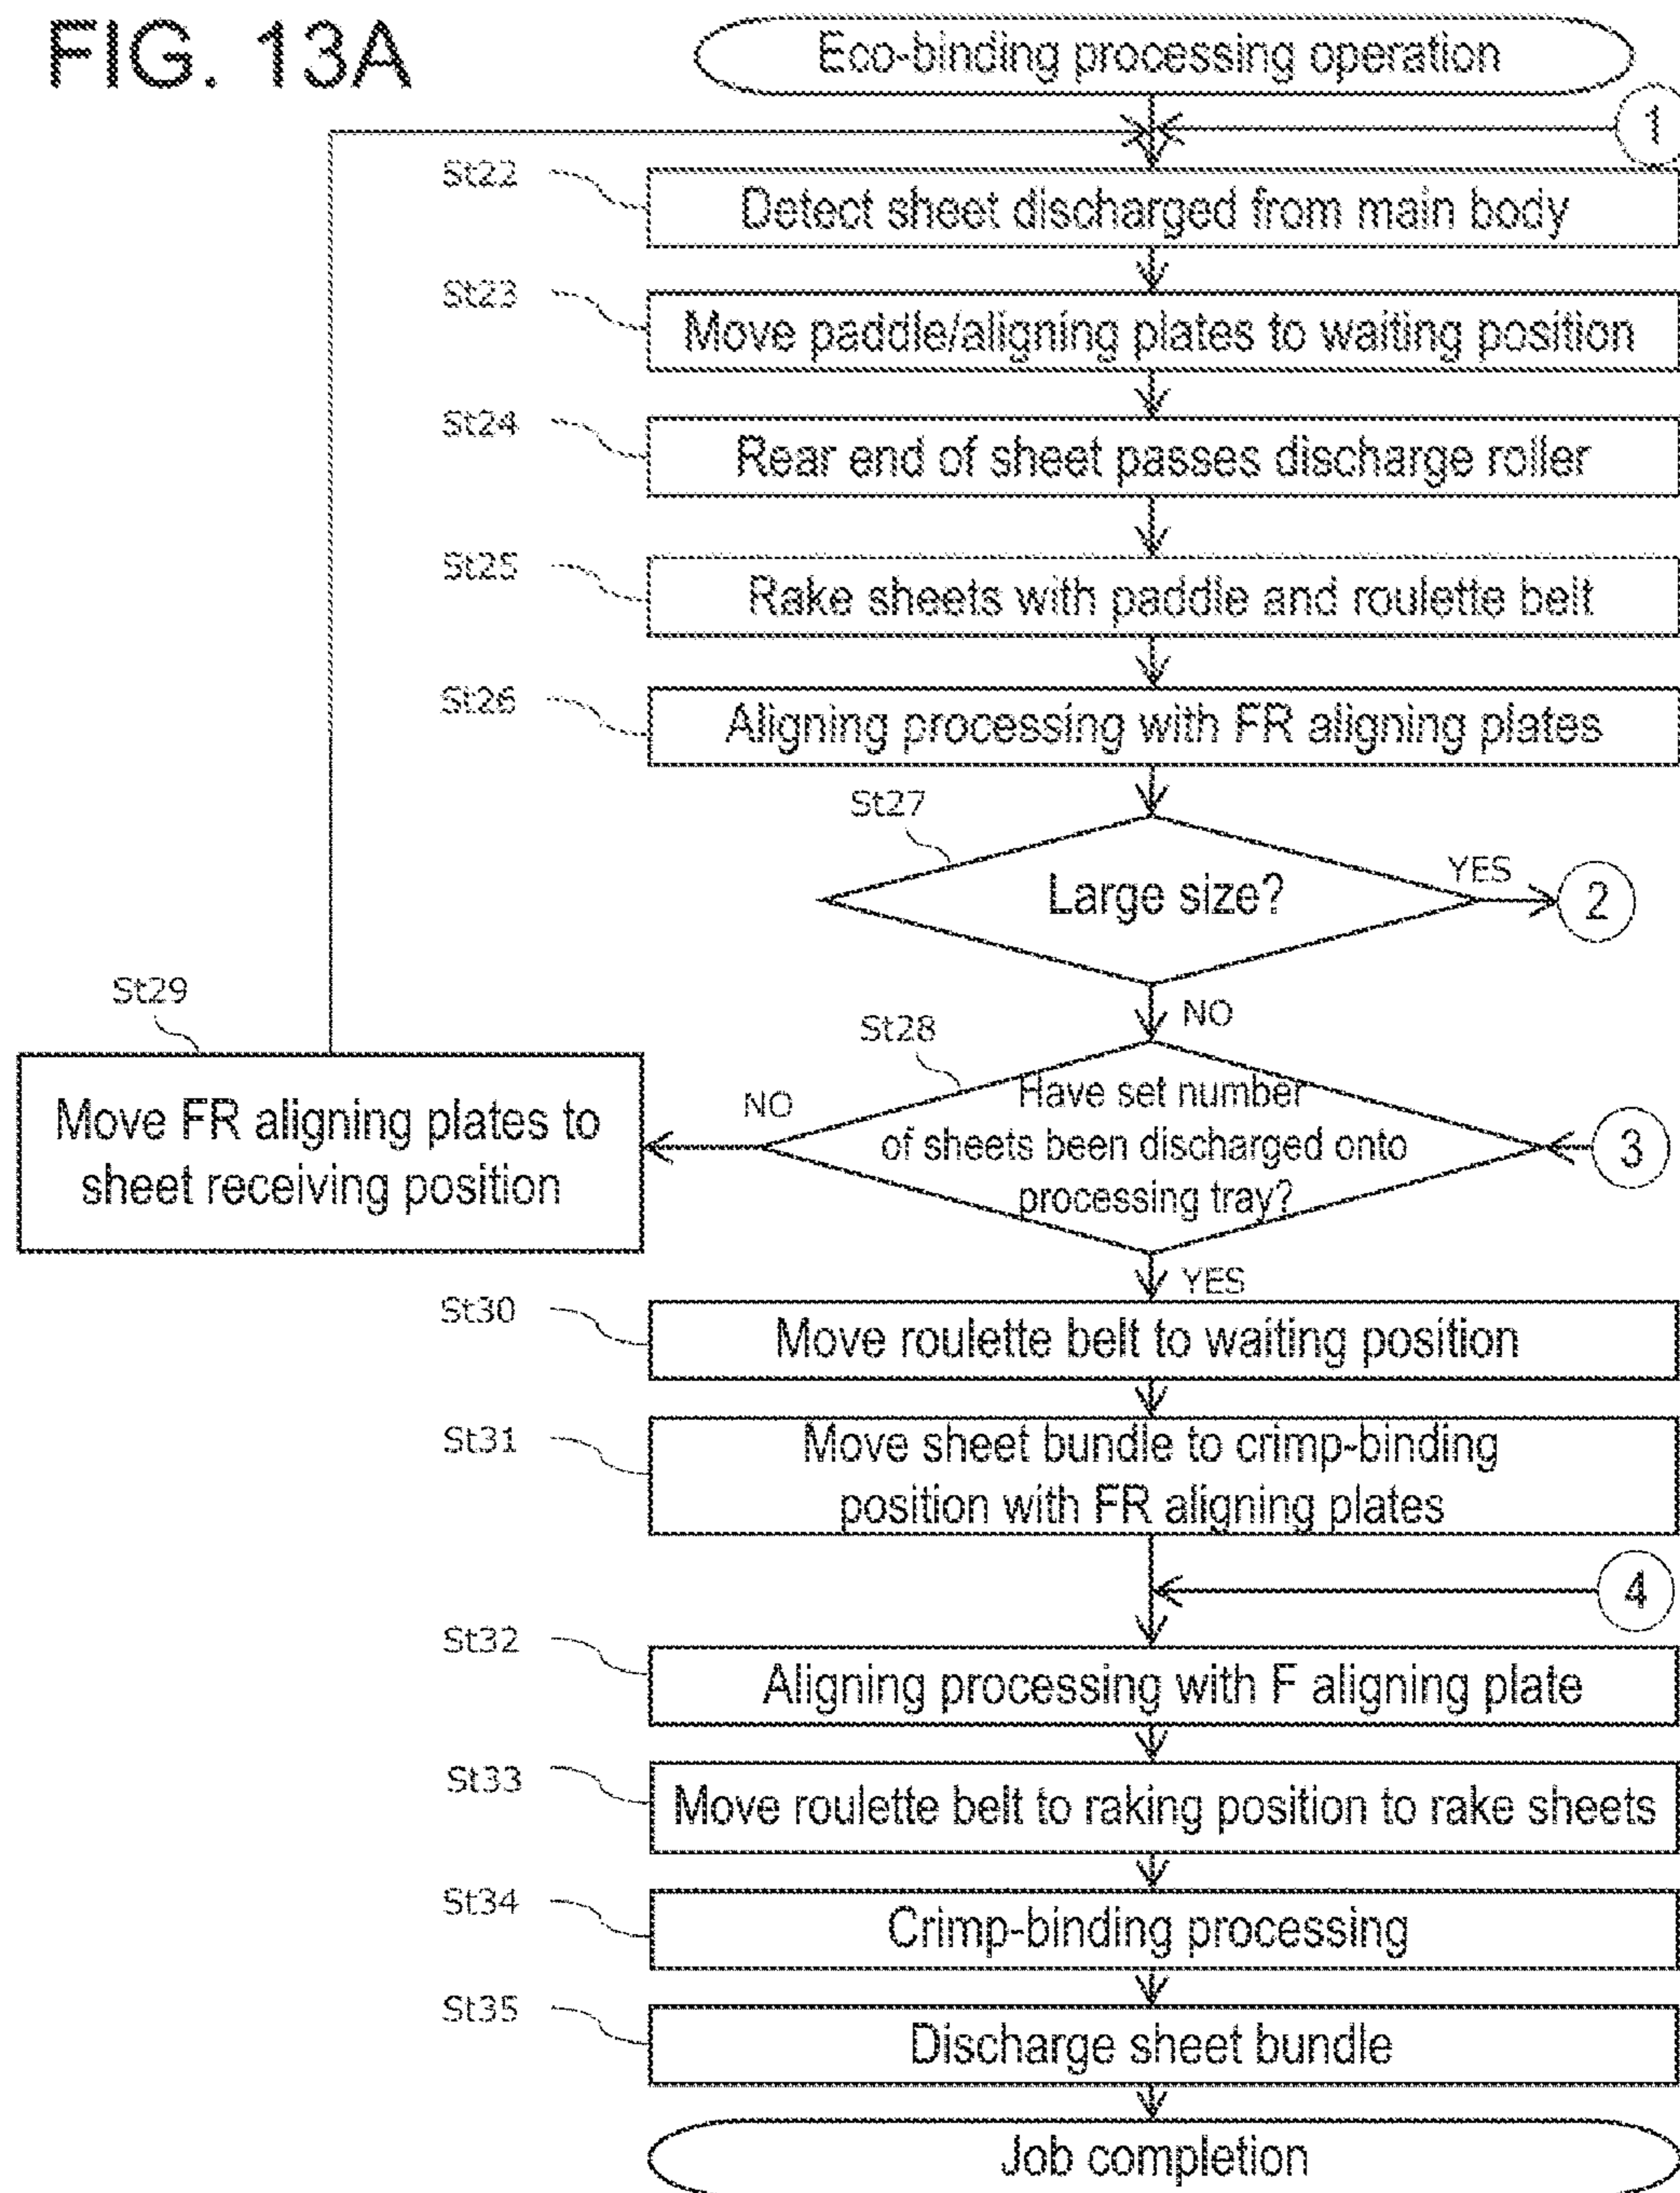 FIG. 13A
Eco-binding processing operation
1
St22
Detect sheet discharged from main body
St23
Move paddle/aligning plates to waiting position
St24
Rear end of sheet passes discharge roller
St25
Rake sheets with paddle and roulette belt
St26
Aligning processing with FR aligning plates
St27
Large size?
YES
2
NO
St28
Have set number
of sheets been discharged onto
processing tray?
3
NO
St29
Move FR aligning plates to
sheet receiving position
YES
St30
Move roulette belt to waiting position
St31
Move sheet bundle to crimp-binding
position with FR aligning plates
4
St32
Aligning processing with F aligning plate
St33
Move roulette belt to raking position to rake sheets
St34
Crimp-binding processing
St35
Discharge sheet bundle
Job completion